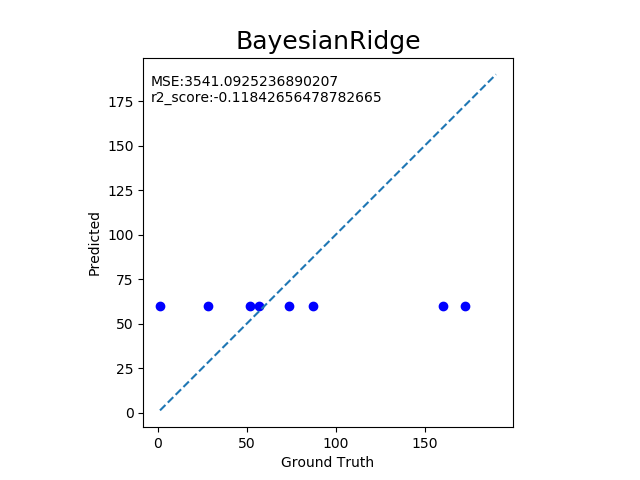 BayesianRidge
MSE:3541.0925236890207
r2_score:-0.11842656478782665
175
150
125
100
75
50
25
0
Predicted
0 50 100 150
Ground Truth